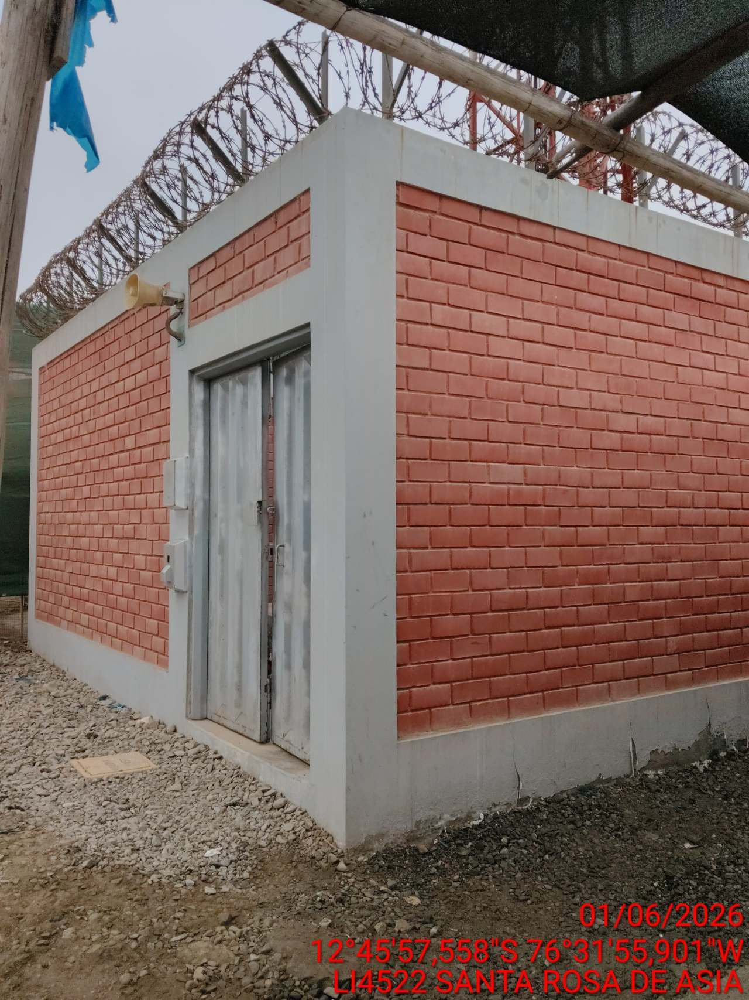 01/06/2026
12°45'57,558"S 76°31'55,901"W
LI4522 SANTA ROSA DE ASIA